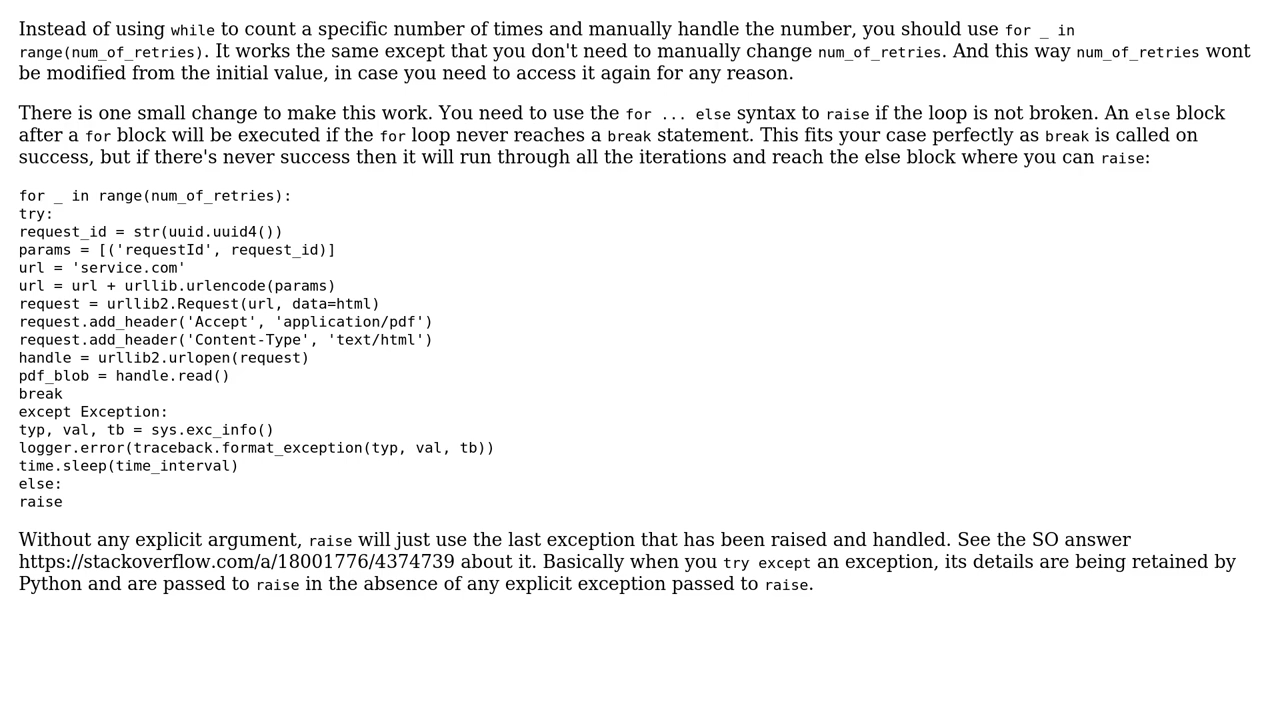 Instead of using while to count a specific number of times and manually handle the number, you should use for _ in
range(num_of_retries). It works the same except that you don't need to manually change num_of_retries. And this way num_of_retries wont
be modified from the initial value, in case you need to access it again for any reason.
There is one small change to make this work. You need to use the for ... else syntax to raise if the loop is not broken. An else block
after a for block will be executed if the for loop never reaches a break statement. This fits your case perfectly as break is called on
success, but if there's never success then it will run through all the iterations and reach the else block where you can raise:
for _ in range(num_of_retries):
try:
request_id = str(uuid.uuid4())
params = [('requestId', request_id)]
url = 'service.com'
url = url + urllib.urlencode(params)
request = urllib2.Request(url, data=html)
request.add_header('Accept', 'application/pdf')
request.add_header('Content-Type', 'text/html')
handle = urllib2.urlopen(request)
pdf_blob = handle.read()
break
except Exception:
typ, val, tb = sys.exc_info()
logger.error(traceback.format_exception(typ, val, tb))
time.sleep(time_interval)
else:
raise
Without any explicit argument, raise will just use the last exception that has been raised and handled. See the SO answer
https://stackoverflow.com/a/18001776/4374739 about it. Basically when you try except an exception, its details are being retained by
Python and are passed to raise in the absence of any explicit exception passed to raise.